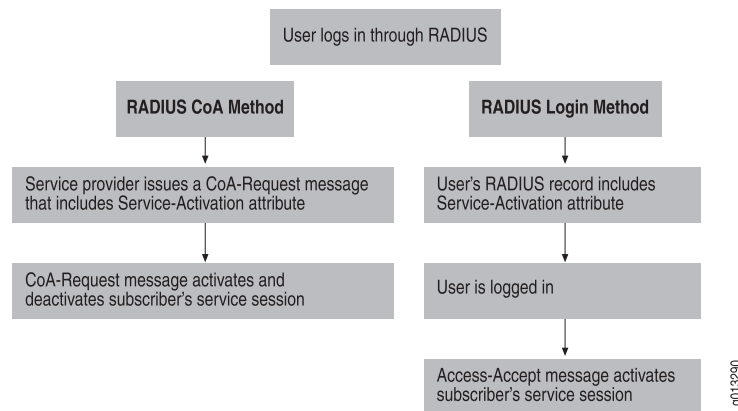 User logs in through RADIUS
RADIUS CoA Method
Service provider issues a CoA-Request message
that includes Service-Activation attribute
CoA-Request message activates and
deactivates subscriber's service session
RADIUS Login Method
User's RADIUS record includes
Service-Activation attribute
User is logged in
Access-Accept message activates
subscriber's service session
g013290